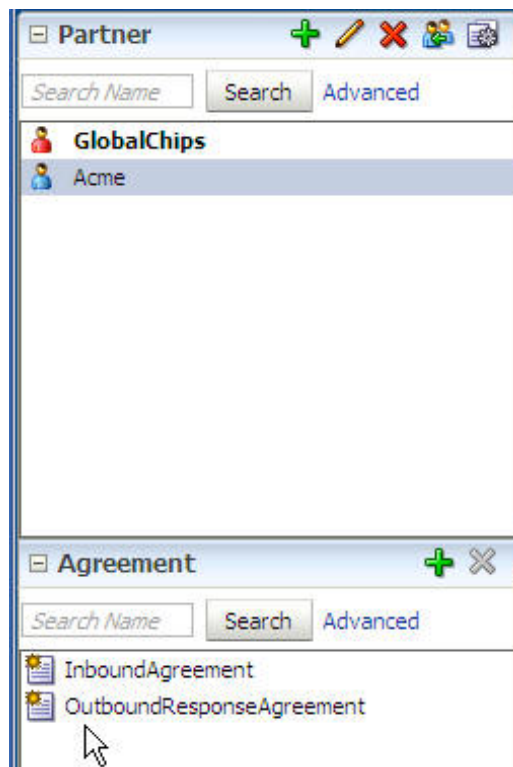 Partner
Search Name Search Advanced
GlobalChips
Acme
Agreement
Search Name Search Advanced
InboundAgreement
OutboundResponseAgreement